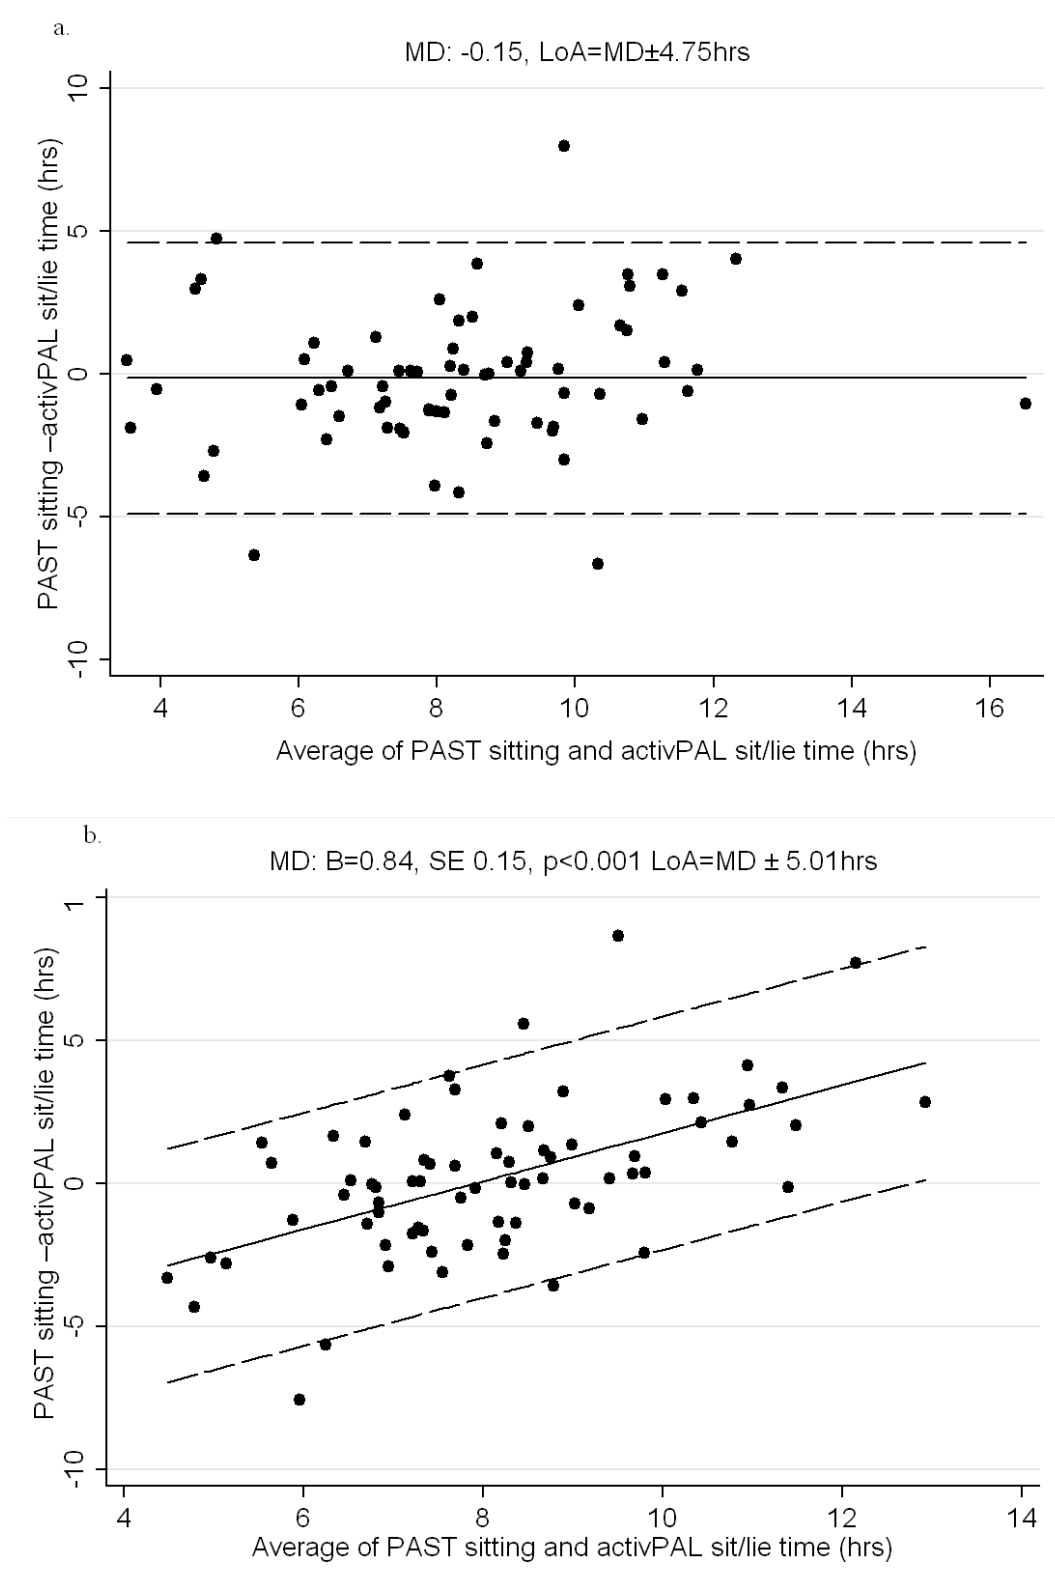 a.
MD: -0.15, LoA=MD±4.75hrs
PAST sitting –activPAL sit/lie time (hrs)
10
5
0
-5
-10
4 6 8 10 12 14 16
Average of PAST sitting and activPAL sit/lie time (hrs)
b.
MD: B=0.84, SE 0.15, p<0.001 LoA=MD ± 5.01hrs
PAST sitting –activPAL sit/lie time (hrs)
1
5
0
-5
-10
4 6 8 10 12 14
Average of PAST sitting and activPAL sit/lie time (hrs)